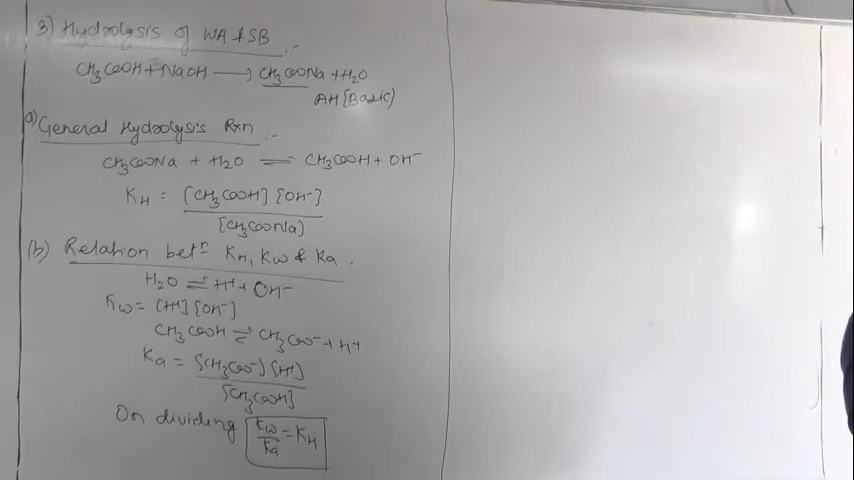 3) Hydrolysis of WA & SB :-
CH3COOH + NaOH ⟶ CH3COONa + H2O
AH (Basic)
a) General Hydrolysis Rxn :-
CH3COONa + H2O ⇌ CH3COOH + OH-
KH = [CH3COOH] [OH-]
[CH3COONa]
(b) Relation betn KH, Kw & Ka .
H2O ⇌ H+ + OH-
Kw = [H+] [OH-]
CH3COOH ⇌ CH3COO- + H+
Ka = [CH3COO-] [H+]
[CH3COOH]
On dividing Kw/Ka = KH